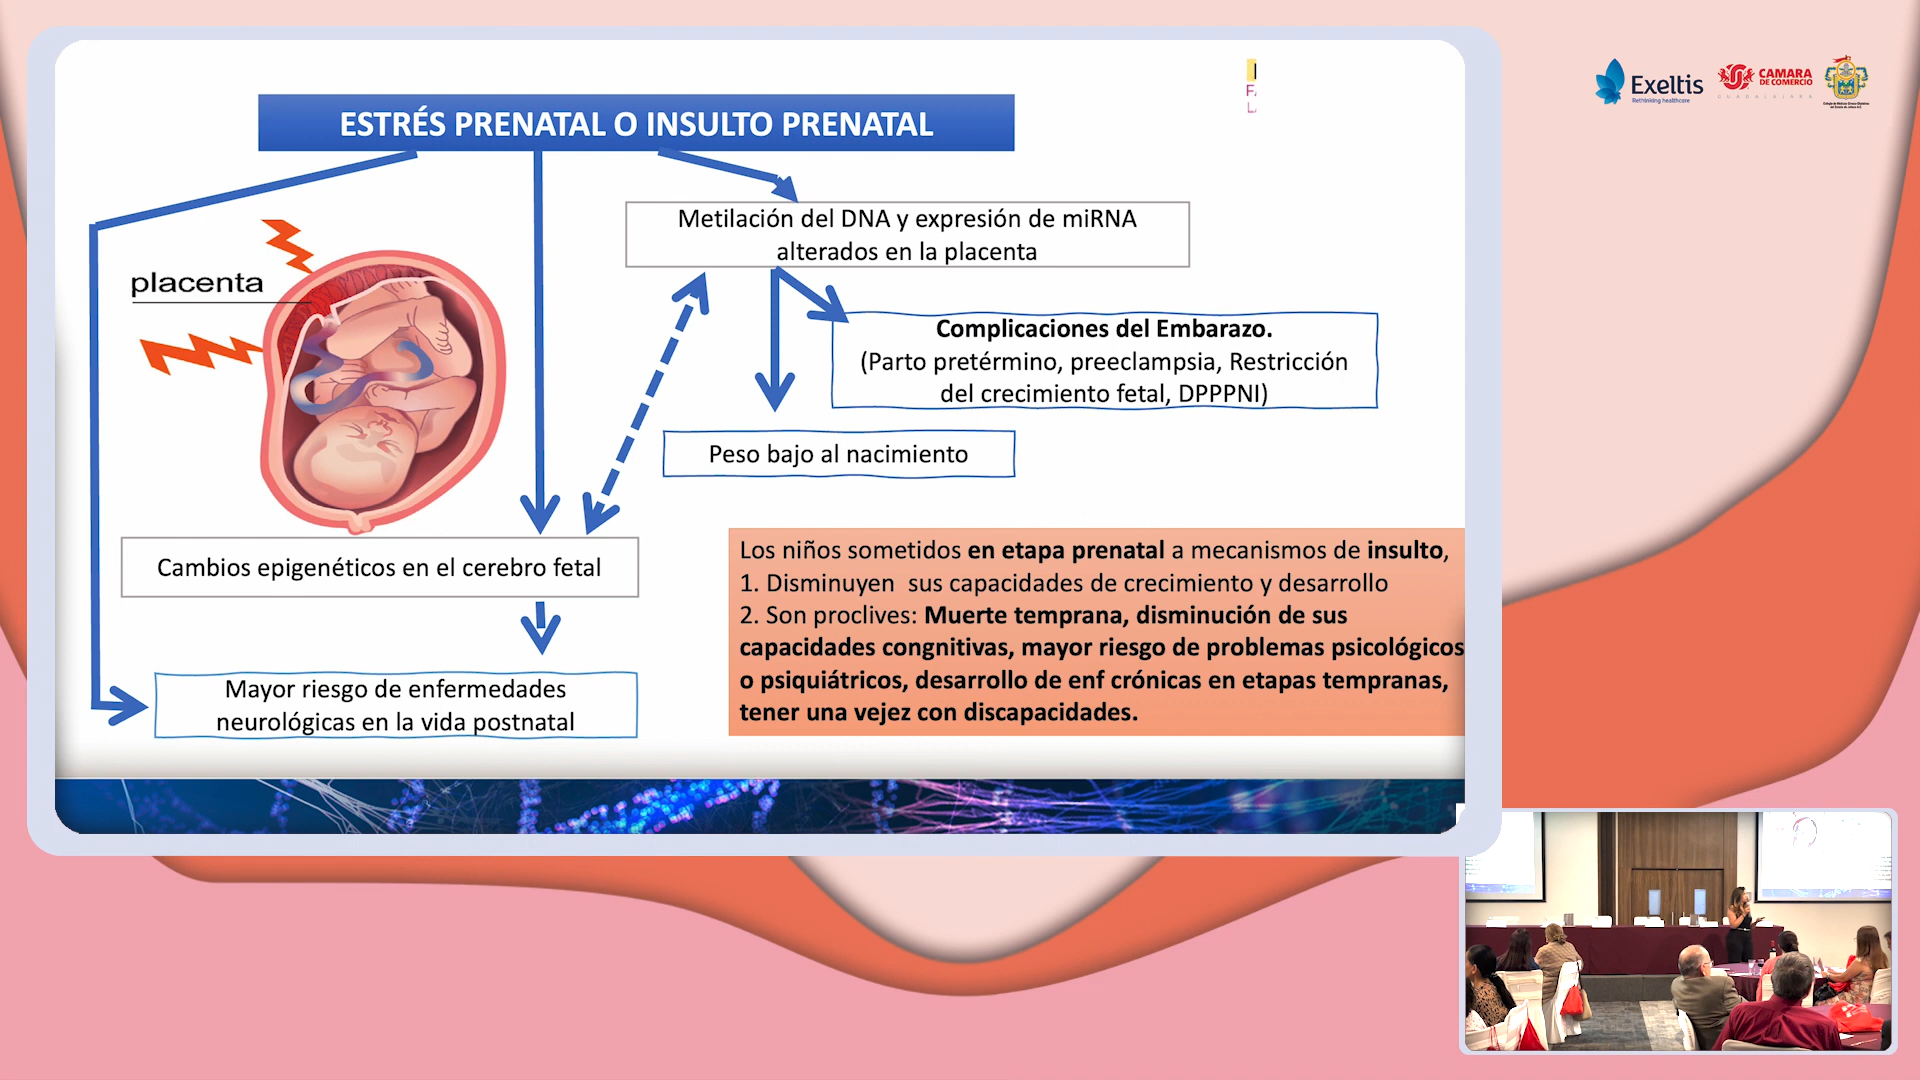 ESTRÉS PRENATAL O INSULTO PRENATAL
Metilación del DNA y expresión de miRNA
alterados en la placenta
placenta
Complicaciones del Embarazo.
(Parto pretérmino, preeclampsia, Restricción
del crecimiento fetal, DPPPNI)
Peso bajo al nacimiento
Cambios epigenéticos en el cerebro fetal
Mayor riesgo de enfermedades
neurológicas en la vida postnatal
Los niños sometidos en etapa prenatal a mecanismos de insulto,
1. Disminuyen sus capacidades de crecimiento y desarrollo
2. Son proclives: Muerte temprana, disminución de sus
capacidades congnitivas, mayor riesgo de problemas psicológicos
o psiquiátricos, desarrollo de enf crónicas en etapas tempranas,
tener una vejez con discapacidades.
Exeltis
Rethinking healthcare
CAMARA
DE COMERCIO
GUADALAJARA